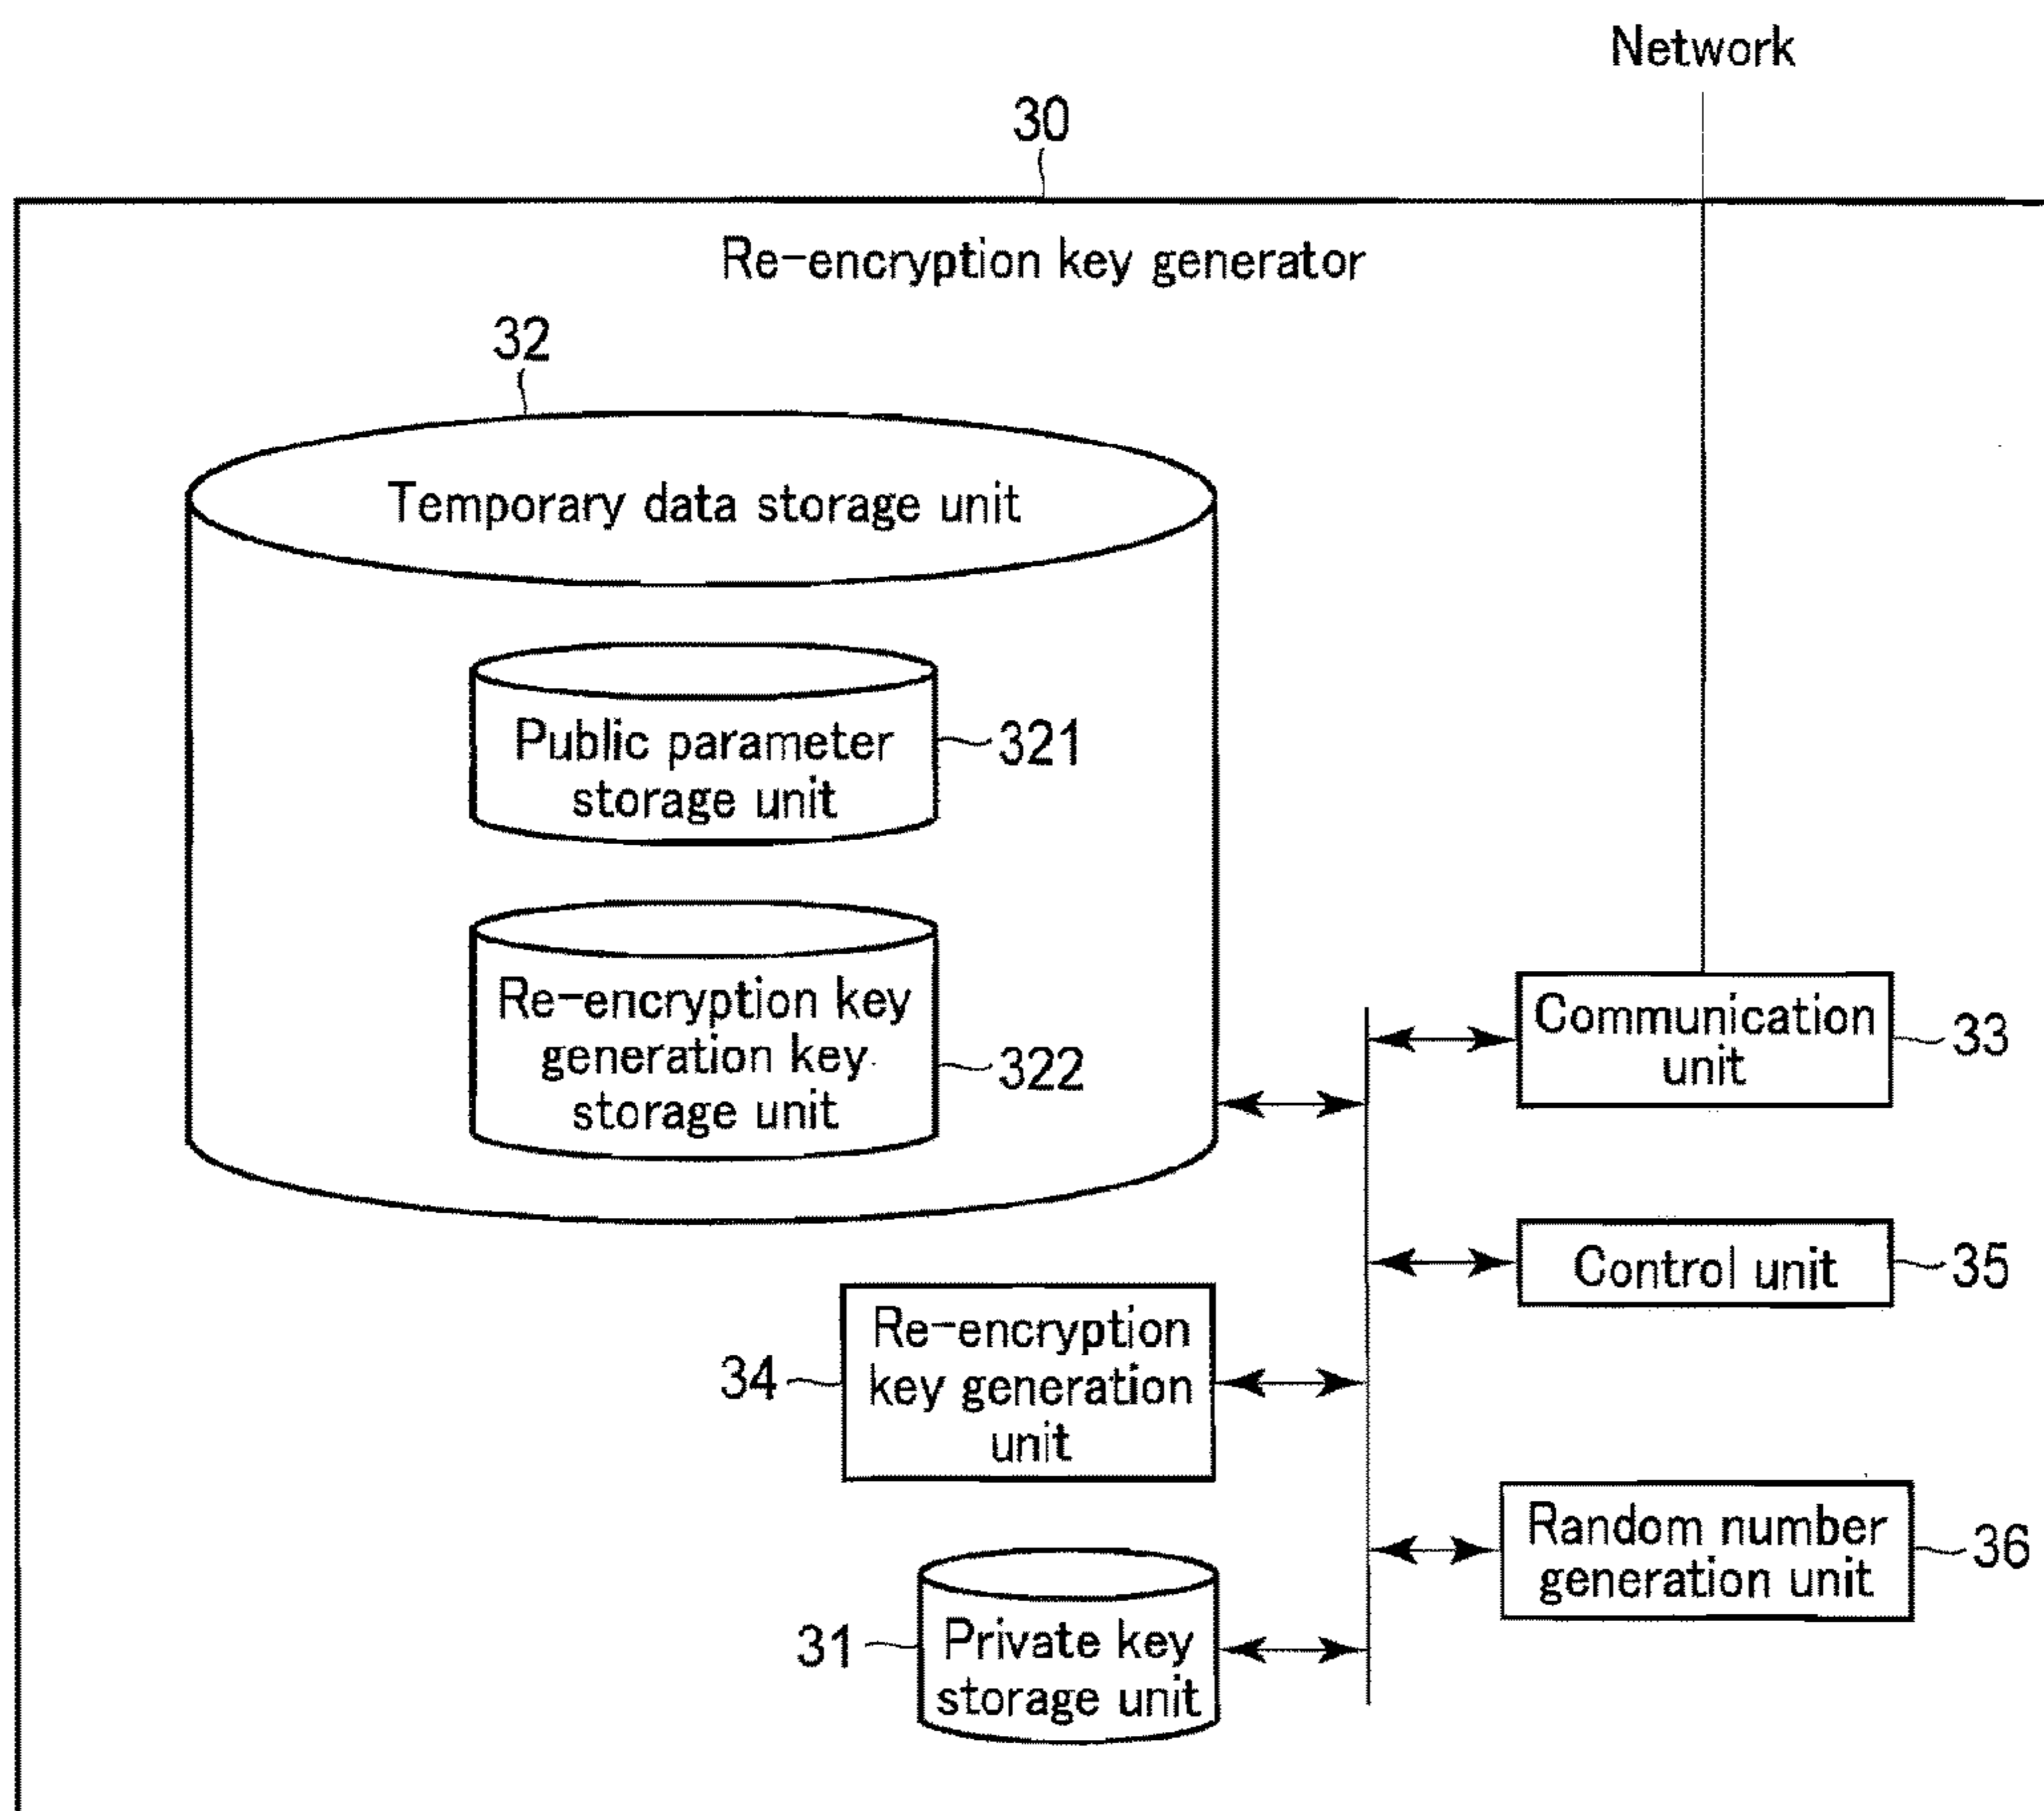 Network
30
Re-encryption key generator
32
Temporary data storage unit
Public parameter
storage unit
321
Re-encryption key
generation key
storage unit
322
Communication
unit
33
Control unit
35
34
Re-encryption
key generation
unit
Random number
generation unit
36
31
Private key
storage unit